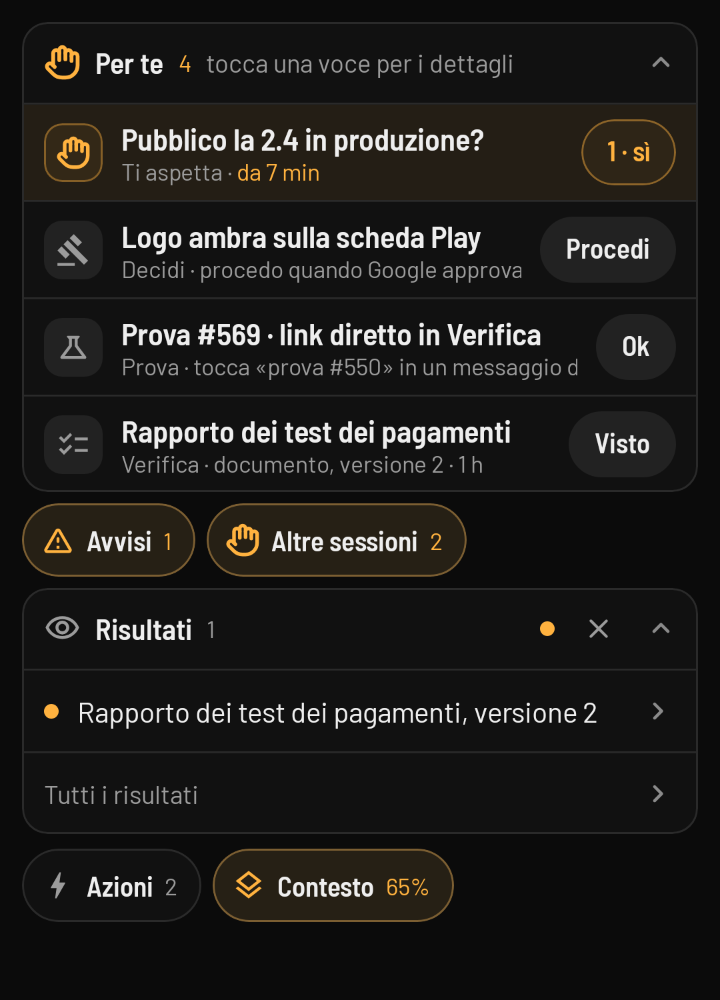 Per te 4 tocca una voce per i dettagli
Pubblico la 2.4 in produzione?
Ti aspetta · da 7 min
1 · sì
Logo ambra sulla scheda Play
Decidi · procedo quando Google approva
Procedi
Prova #569 · link diretto in Verifica
Prova · tocca «prova #550» in un messaggio d
Ok
Rapporto dei test dei pagamenti
Verifica · documento, versione 2 · 1 h
Visto
Avvisi 1
Altre sessioni 2
Risultati 1
Rapporto dei test dei pagamenti, versione 2
Tutti i risultati
Azioni 2
Contesto 65%